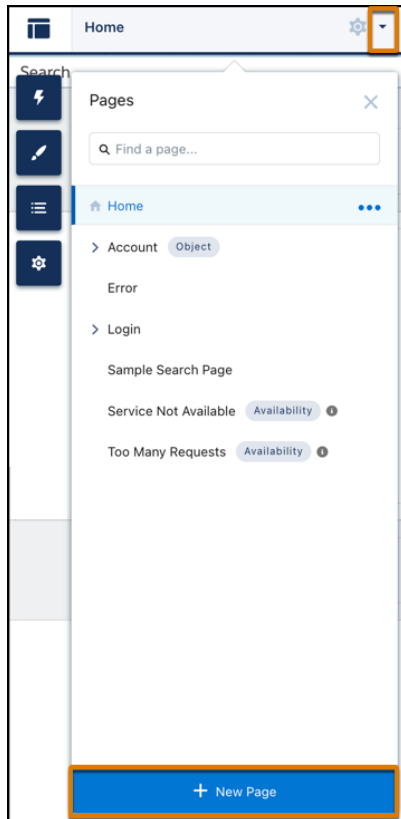 Home
Search
Pages
Find a page...
Home
Account Object
Error
Login
Sample Search Page
Service Not Available Availability
Too Many Requests Availability
New Page